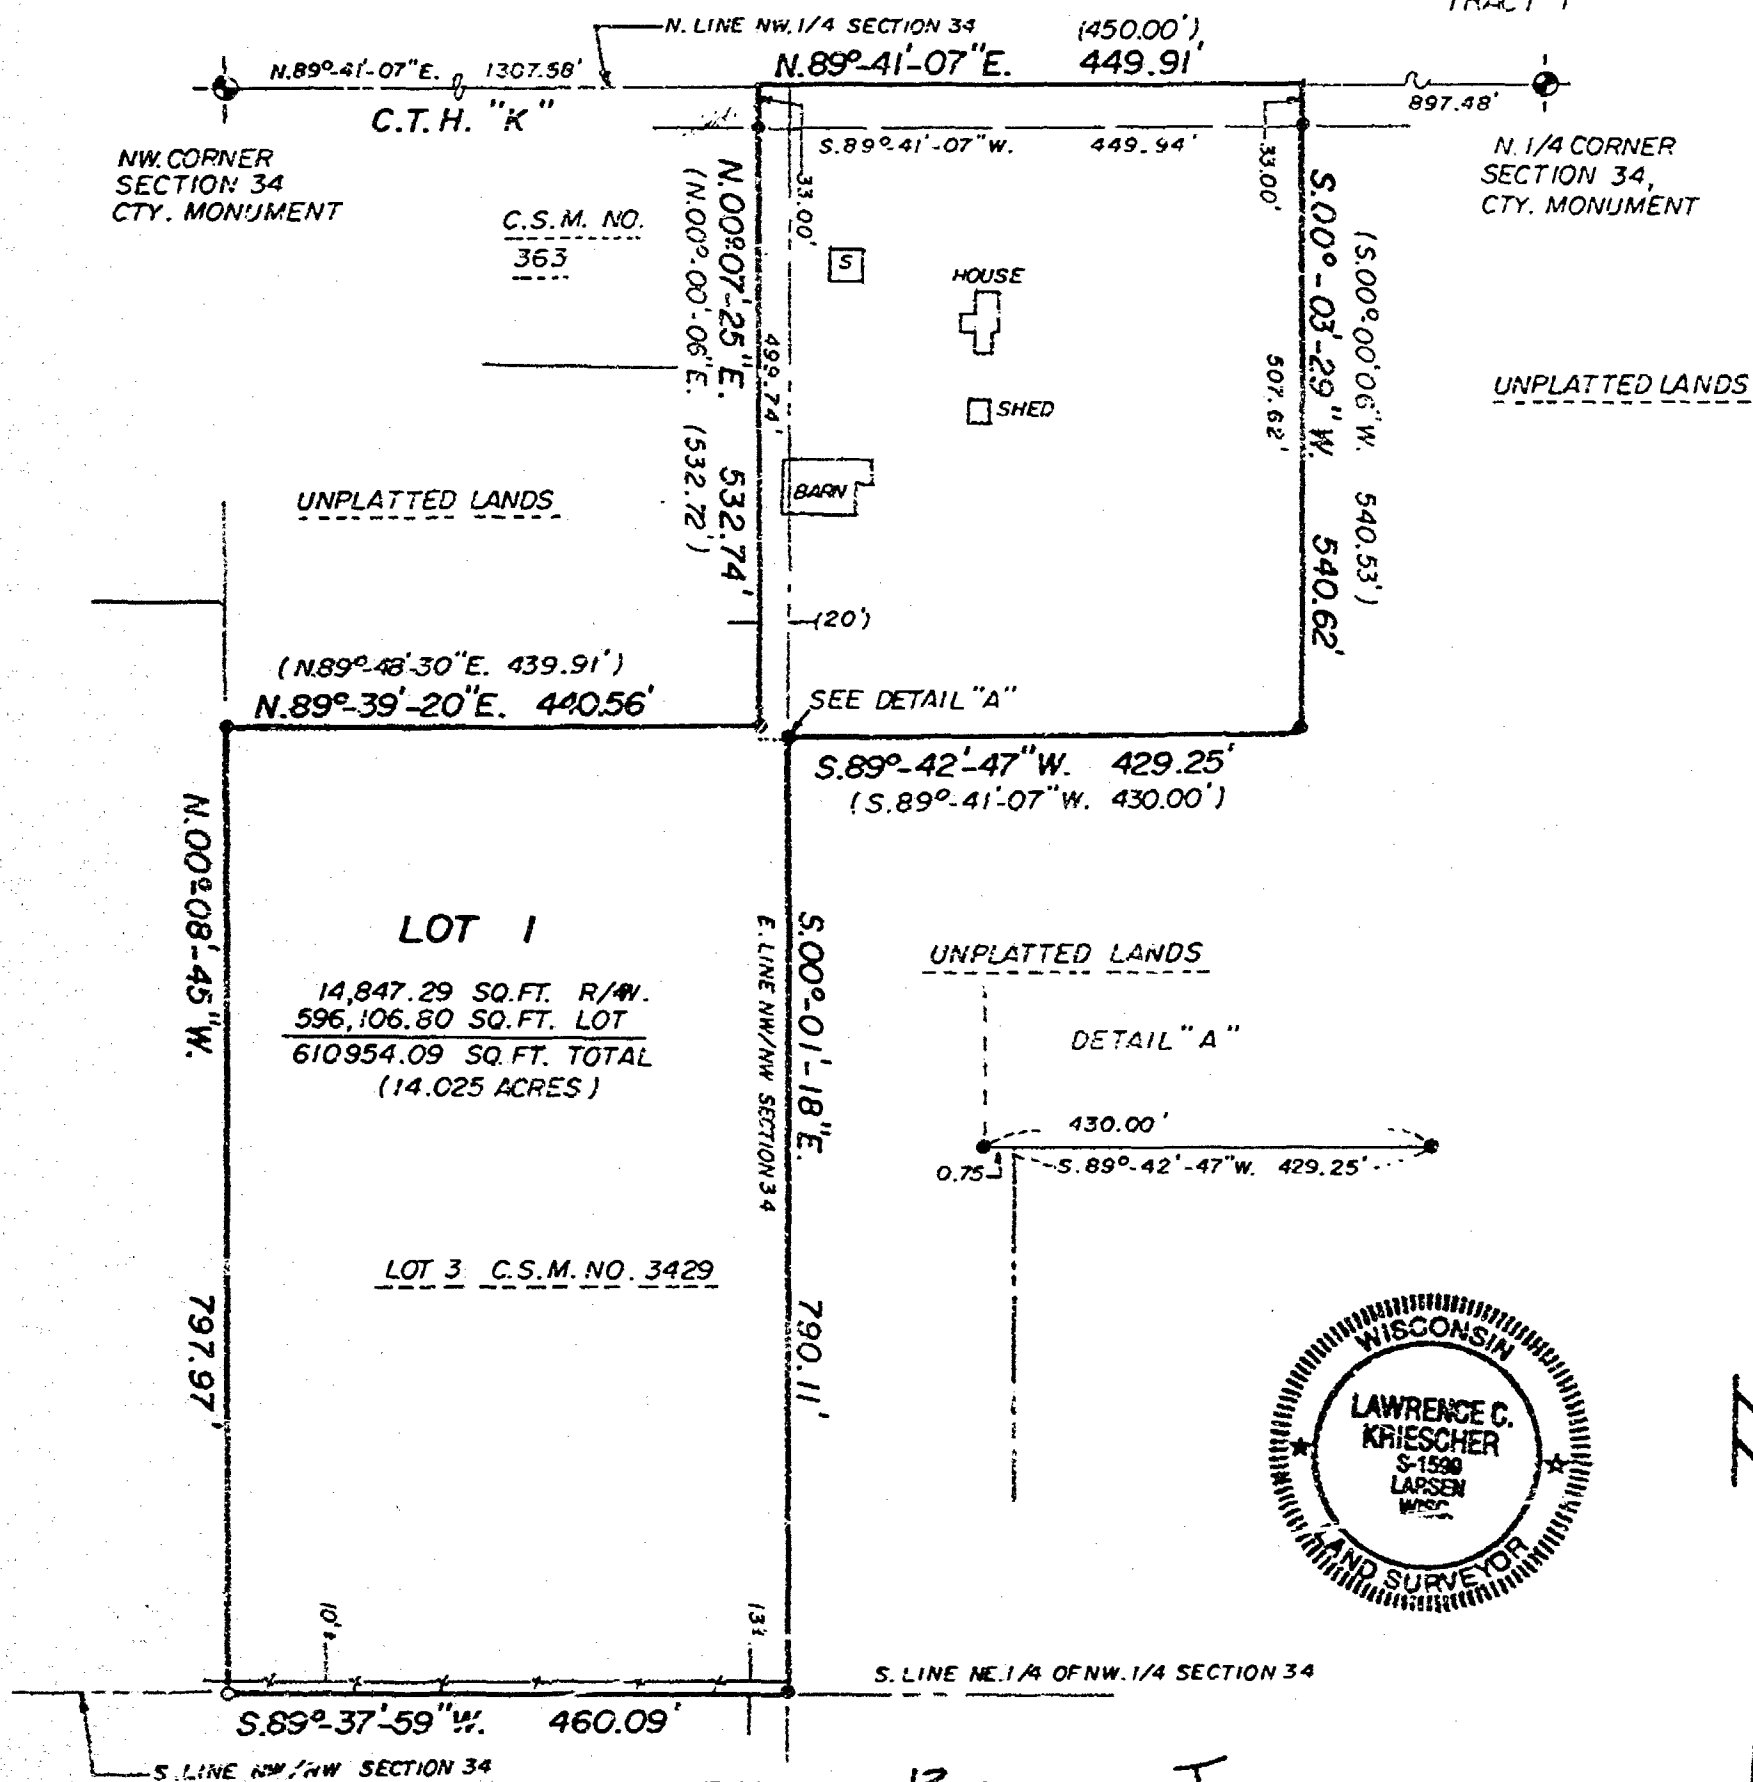 TRACT 1
N. LINE NW. 1/4 SECTION 34
(450.00')
N.89°-41'-07"E. 1307.58'
N.89°-41'-07"E. 449.91'
897.48'
C.T.H. "K"
S.89°-41'-07"W. 449.94'
NW. CORNER
SECTION 34
CTY. MONUMENT
N. 1/4 CORNER
SECTION 34,
CTY. MONUMENT
C.S.M. NO.
363
33.00'
33.00'
N.00°-07'-25"E. 532.74'
(N.00°-00'-06"E. (532.72')
499.74'
S
HOUSE
SHED
BARN
507.62'
S.00°-03'-29"W. 540.62'
(S.00°-00'06"W. 540.53')
UNPLATTED LANDS
UNPLATTED LANDS
(20')
(N.89°-48'-30"E. 439.91')
N.89°-39'-20"E. 440.56'
SEE DETAIL "A"
S.89°-42'-47"W. 429.25'
(S.89°-41'-07"W. 430.00')
N.00°-08'-45"W. 797.97'
LOT 1
14,847.29 SQ.FT. R/W.
596,106.80 SQ.FT. LOT
610954.09 SQ.FT. TOTAL
(14.025 ACRES)
E. LINE NW/NW SECTION 34
S.00°-01'-18"E. 790.11'
UNPLATTED LANDS
DETAIL "A"
430.00'
0.75
S.89°-42'-47"W. 429.25'
LOT 3 C.S.M. NO. 3429
WISCONSIN
LAWRENCE C.
KRIESCHER
S-1599
LARSEN
WISC.
LAND SURVEYOR
10'±
13'±
S. LINE NE.1/4 OF NW.1/4 SECTION 34
S.89°-37'-59"W. 460.09'
S. LINE NW/NW SECTION 34